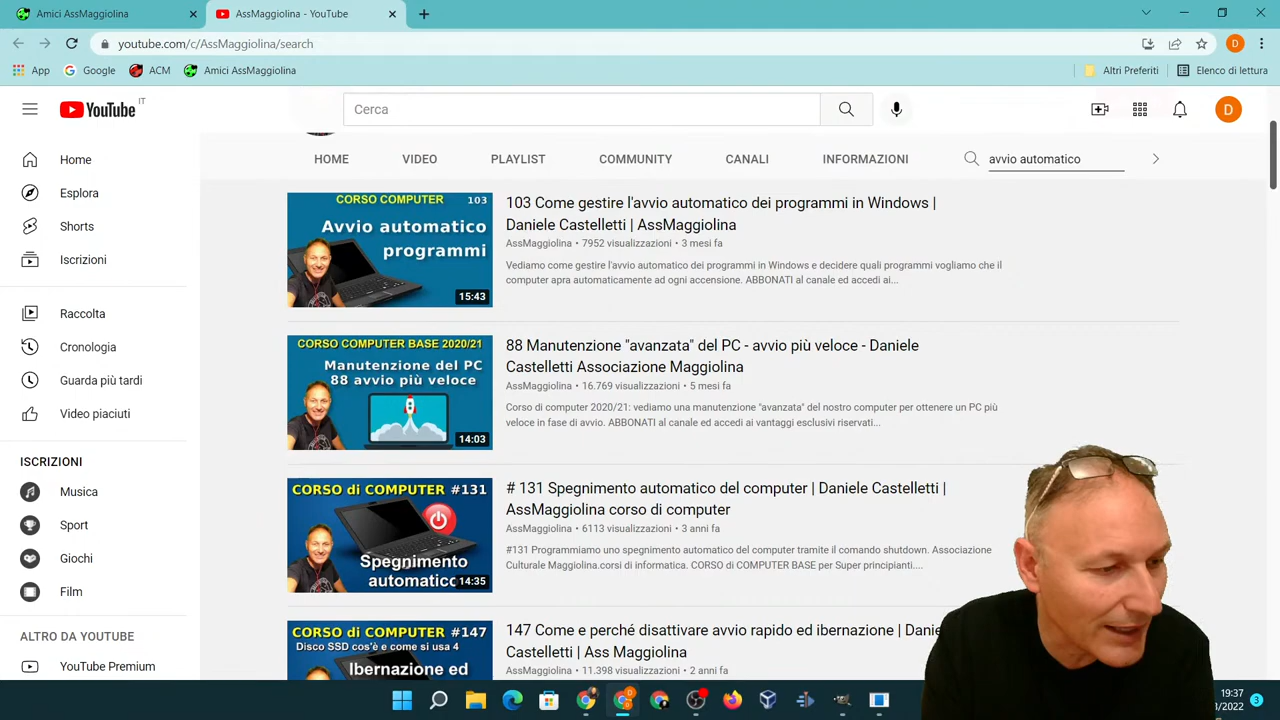 Amici AssMaggiolina
AssMaggiolina - YouTube
youtube.com/c/AssMaggiolina/search
D
App
Google
ACM
Amici AssMaggiolina
Altri Preferiti
Elenco di lettura
YouTube IT
Cerca
D
HOME
VIDEO
PLAYLIST
COMMUNITY
CANALI
INFORMAZIONI
avvio automatico
Home
Esplora
Shorts
Iscrizioni
Raccolta
Cronologia
Guarda più tardi
Video piaciuti
ISCRIZIONI
Musica
Sport
Giochi
Film
ALTRO DA YOUTUBE
YouTube Premium
CORSO COMPUTER 103
Avvio automatico
programmi
15:43
103 Come gestire l'avvio automatico dei programmi in Windows |
Daniele Castelletti | AssMaggiolina
AssMaggiolina • 7952 visualizzazioni • 3 mesi fa
Vediamo come gestire l'avvio automatico dei programmi in Windows e decidere quali programmi vogliamo che il
computer apra automaticamente ad ogni accensione. ABBONATI al canale ed accedi ai...
CORSO COMPUTER BASE 2020/21
Manutenzione del PC
88 avvio più veloce
14:03
88 Manutenzione "avanzata" del PC - avvio più veloce - Daniele
Castelletti Associazione Maggiolina
AssMaggiolina • 16.769 visualizzazioni • 5 mesi fa
Corso di computer 2020/21: vediamo una manutenzione "avanzata" del nostro computer per ottenere un PC più
veloce in fase di avvio. ABBONATI al canale ed accedi ai vantaggi esclusivi riservati...
CORSO di COMPUTER #131
Spegnimento
automatico
14:35
# 131 Spegnimento automatico del computer | Daniele Castelletti |
AssMaggiolina corso di computer
AssMaggiolina • 6113 visualizzazioni • 3 anni fa
#131 Programmiamo uno spegnimento automatico del computer tramite il comando shutdown. Associazione
Culturale Maggiolina.corsi di informatica. CORSO di COMPUTER BASE per Super principianti....
CORSO di COMPUTER #147
Disco SSD cos'è e come si usa 4
Ibernazione ed
147 Come e perché disattivare avvio rapido ed ibernazione |
Castelletti | Ass Maggiolina
AssMaggiolina • 11.398 visualizzazioni • 2 anni fa
19:37
/2022
3